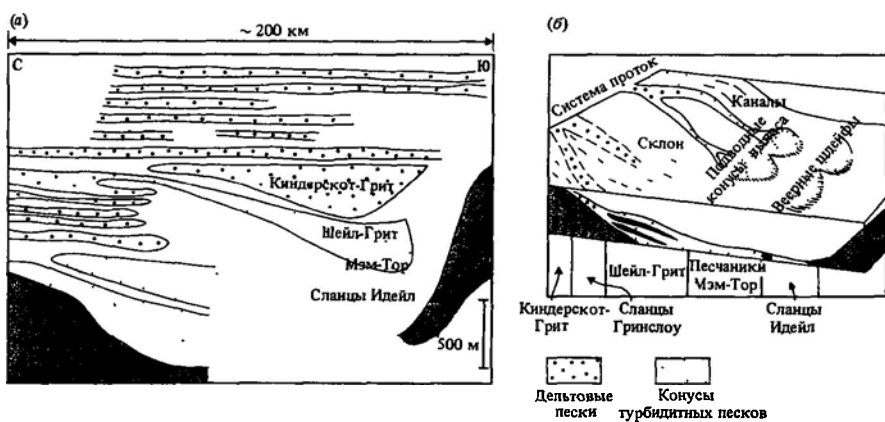 (а)
~ 200 км
С
Ю
Киндерскот-Грит
Шейл-Грит
Мэм-Тор
Сланцы Идейл
500 м
(б)
Система проток
Каналы
Склон
Подводные
конусы выноса
Веерные шлейфы
Шейл-Грит
Песчаники
Мэм-Тор
Киндерскот-
Грит
Сланцы
Гринслоу
Сланцы
Идейл
Дельтовые
пески
Конусы
турбидитных песков